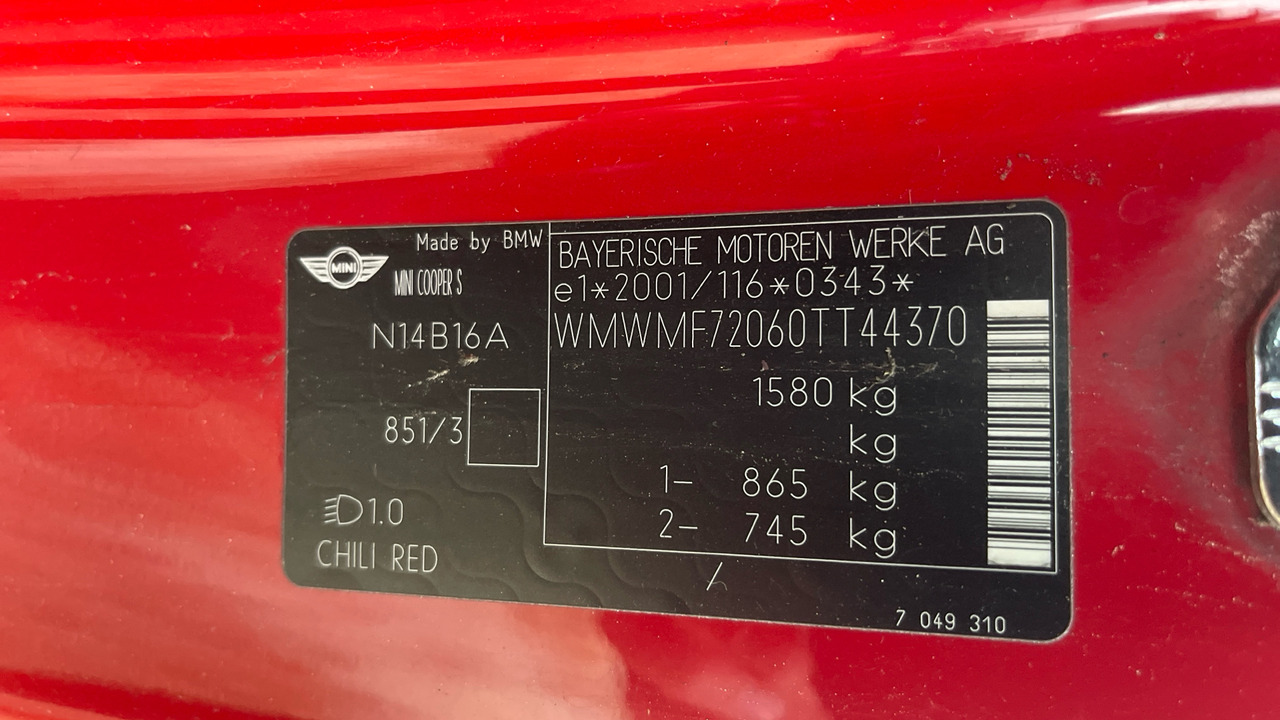 MINI
Made by BMW
MINI COOPER S
N14B16A
851/3
1.0
CHILI RED
BAYERISCHE MOTOREN WERKE AG
e1*2001/116*0343*
WMWMF72060TT44370
1580 kg
kg
1- 865 kg
2- 745 kg
/
7 049 310